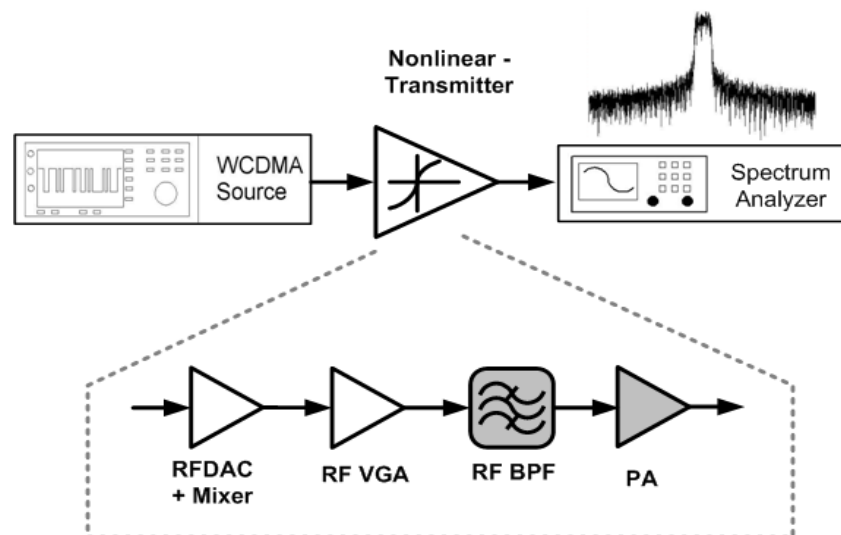 Nonlinear -
Transmitter
WCDMA
Source
Spectrum
Analyzer
RFDAC
+ Mixer
RF VGA
RF BPF
PA